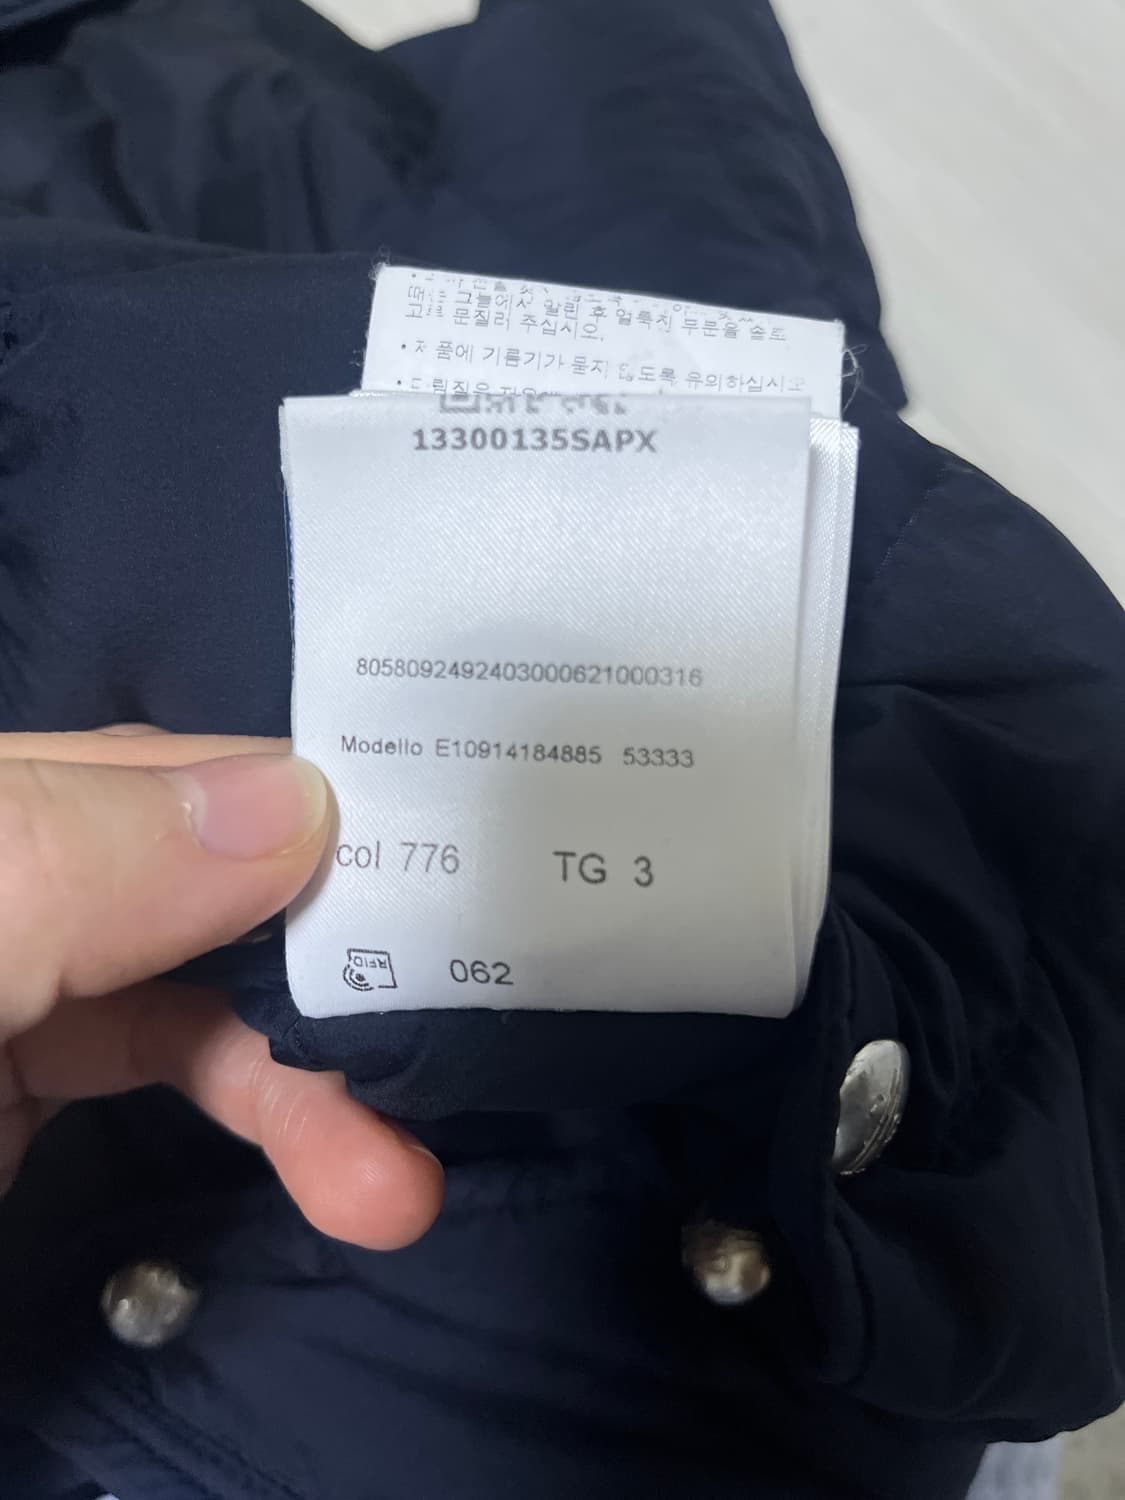 때는 그늘에서 말린 후 얼룩진 부분을 솔로
고루 문질러 주십시오.
• 제품에 기름기가 묻지 않도록 유의하십시오
13300135SAPX
8058092492403000621000316
Modello E10914184885 53333
col 776 TG 3
RFID 062